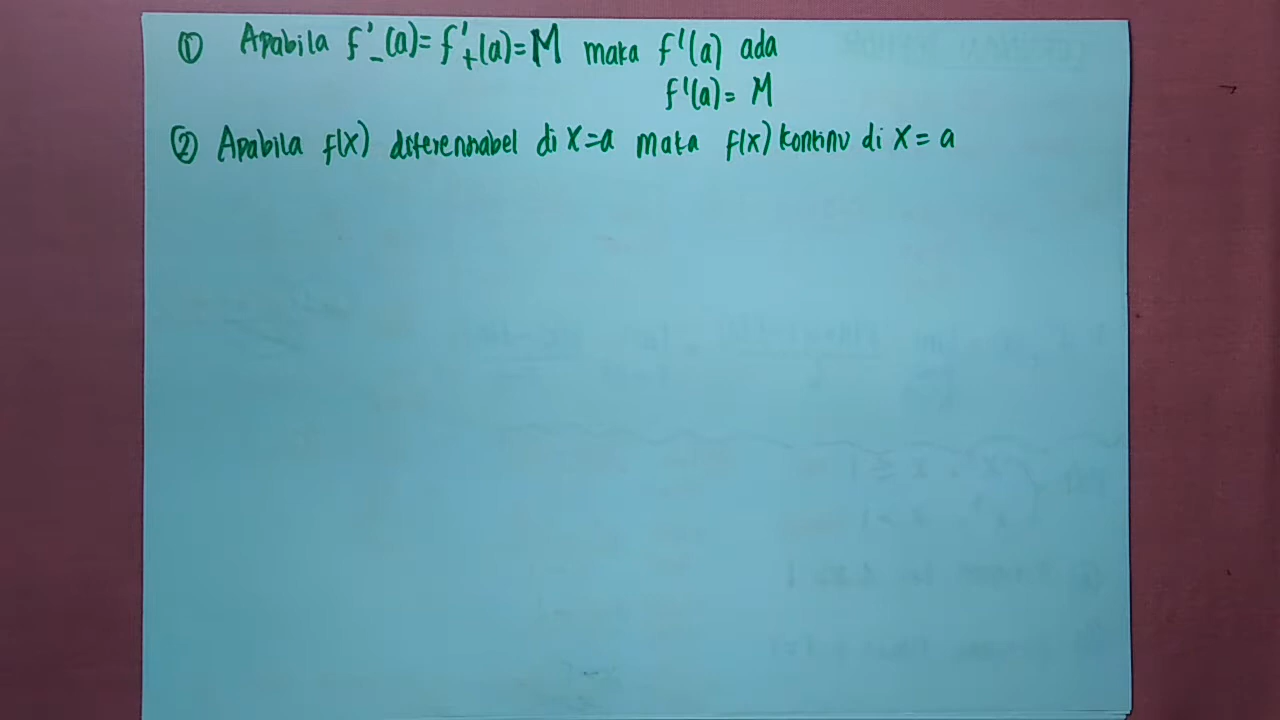 ① Apabila f'₋(a) = f'₊(a) = M maka f'(a) ada
f'(a) = M
② Apabila f(x) diferensiabel di x=a maka f(x) kontinu di x = a